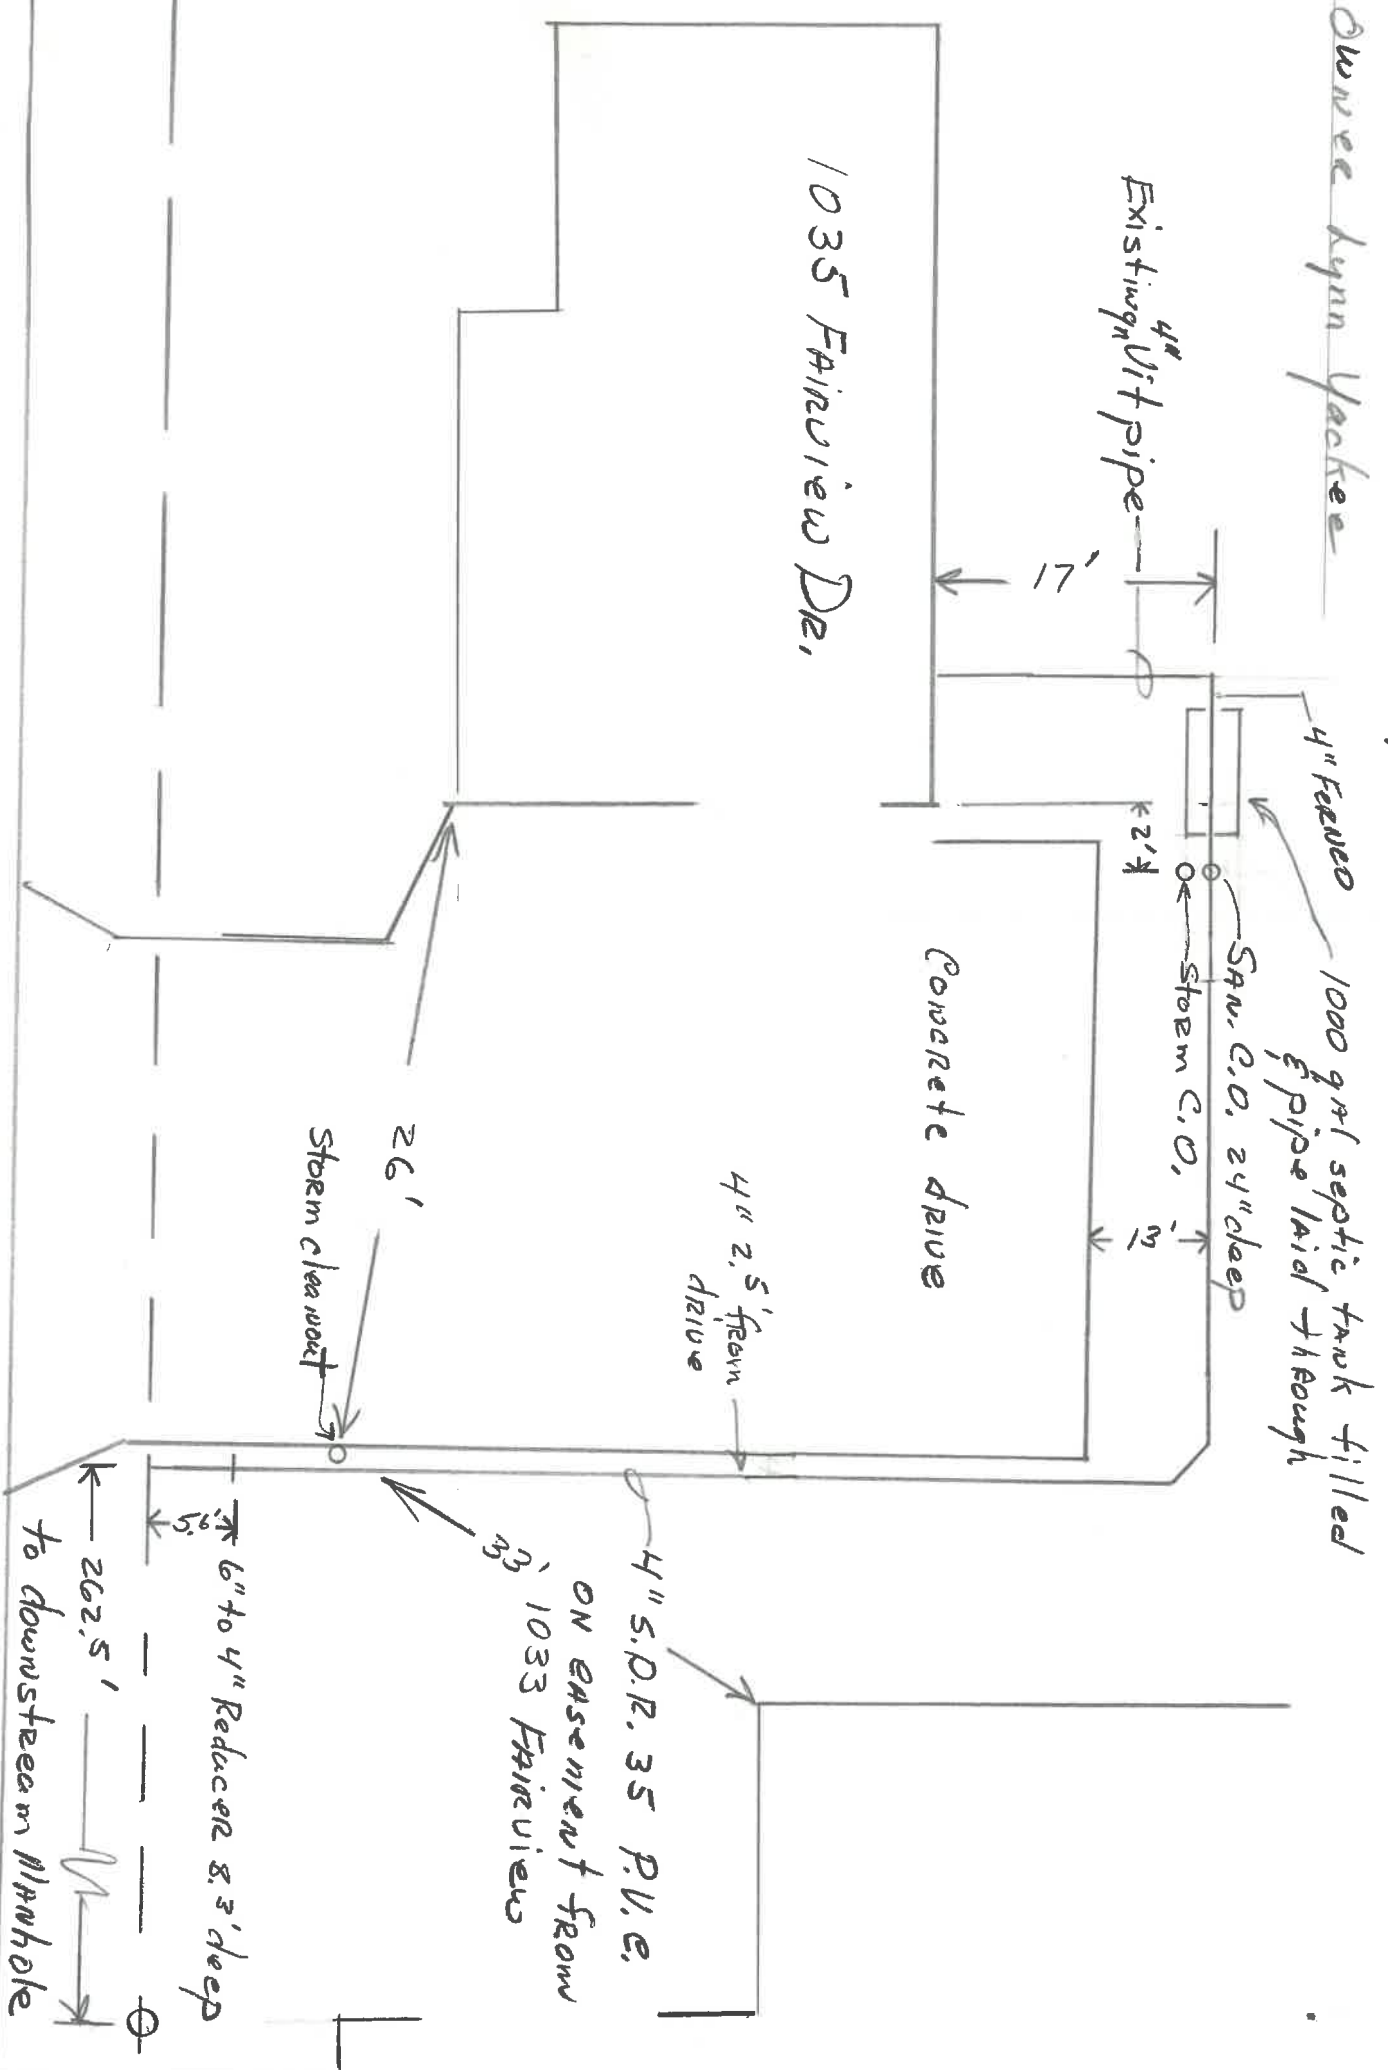 Owner Lynn Yackee
4" FERNCO
1000 gal septic tank filled
& pipe laid through
Existing 4" Vit pipe
17'
2'
SAN. C.O. 24" deep
Storm C.O.
13'
1035 FAIRVIEW DR.
Concrete drive
4" 2.5' from
drive
4" S.D.R. 35 P.V.C.
ON easement from
33' 1033 FAIRVIEW
26'
Storm cleanout
5.6'
6" to 4" Reducer 8.3' deep
262.5'
to downstream MANhole